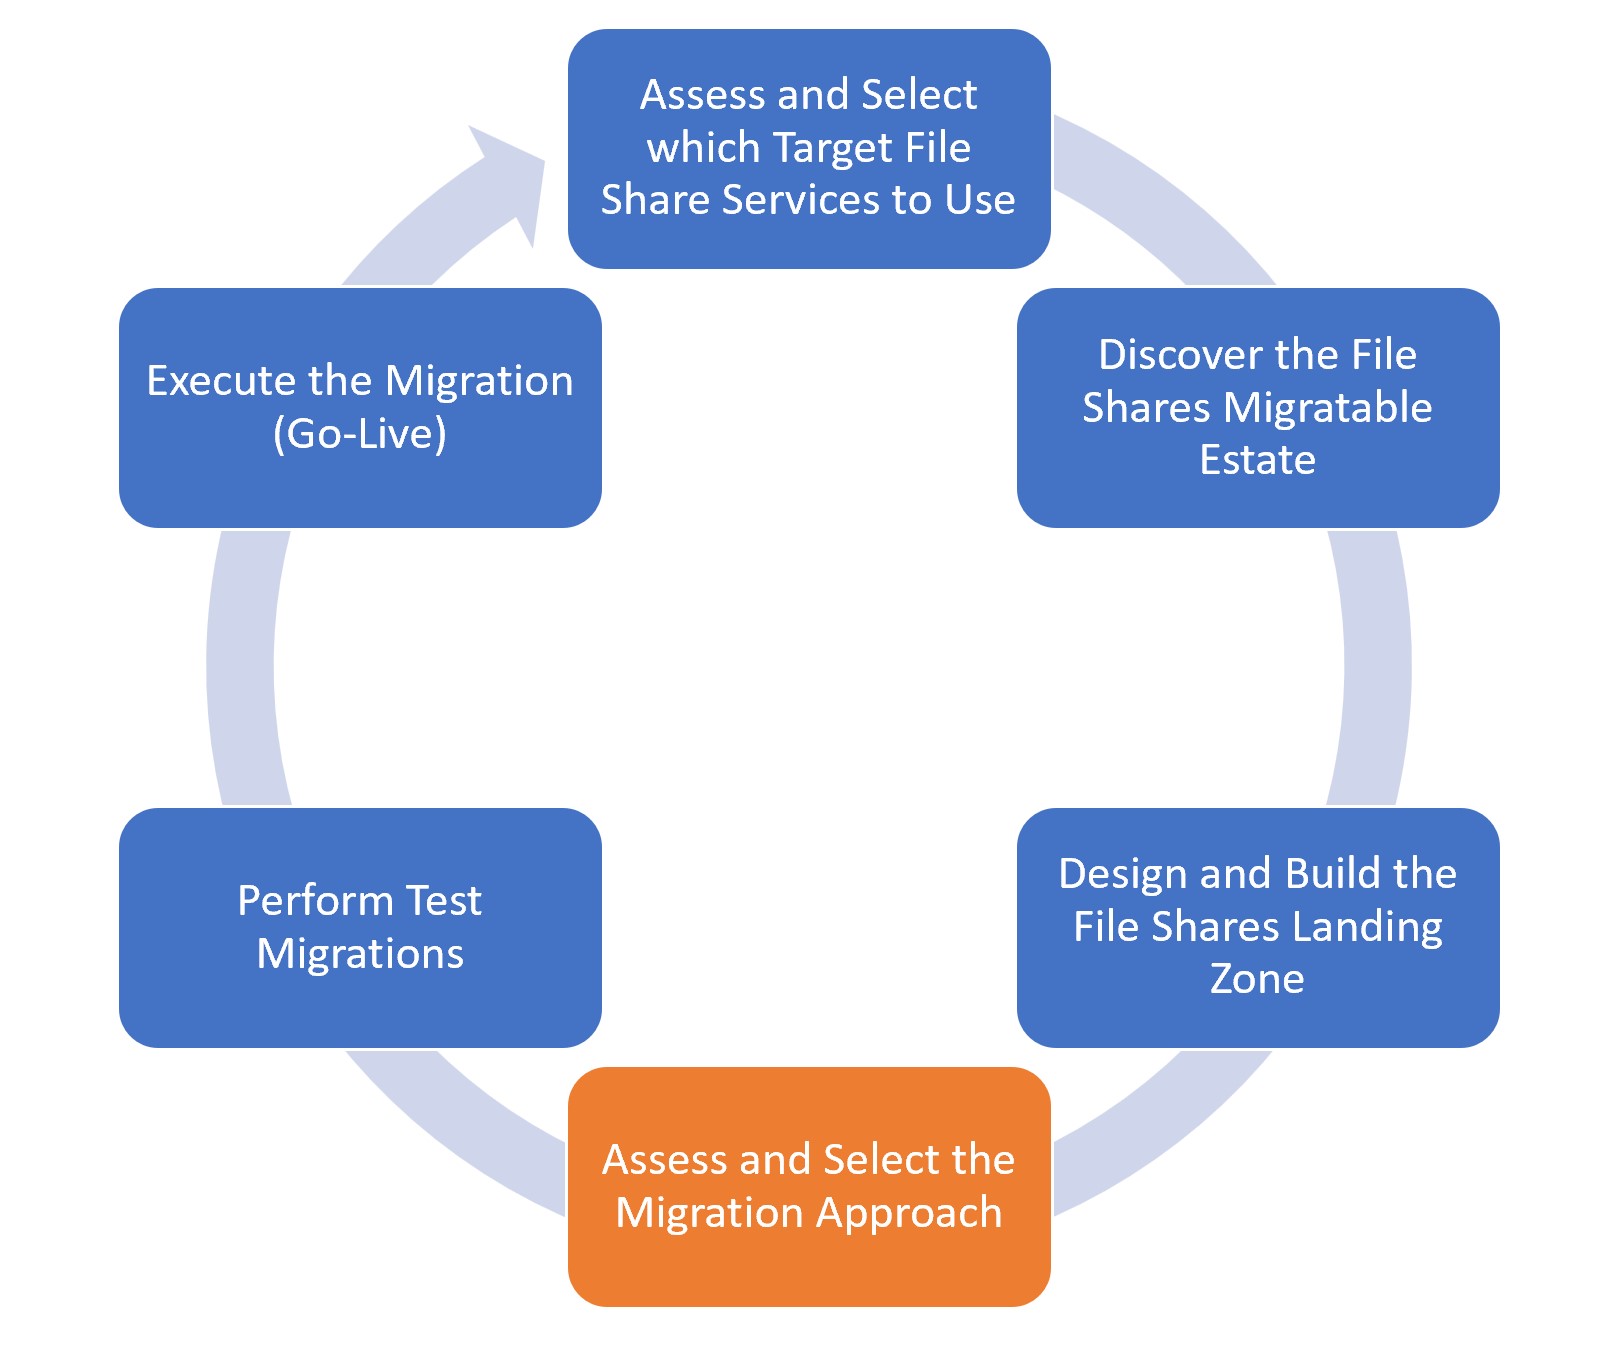 Assess and Select
which Target File
Share Services to Use
Discover the File
Shares Migratable
Estate
Design and Build the
File Shares Landing
Zone
Assess and Select the
Migration Approach
Perform Test
Migrations
Execute the Migration
(Go-Live)